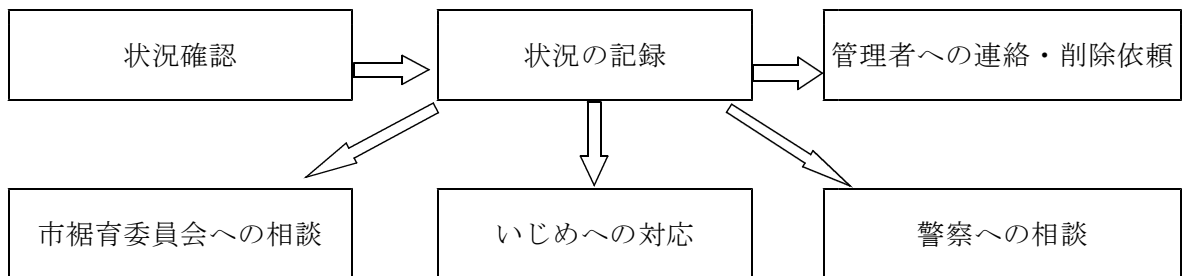 状況確認
状況の記録
管理者への連絡・削除依頼
市裾育委員会への相談
いじめへの対応
警察への相談